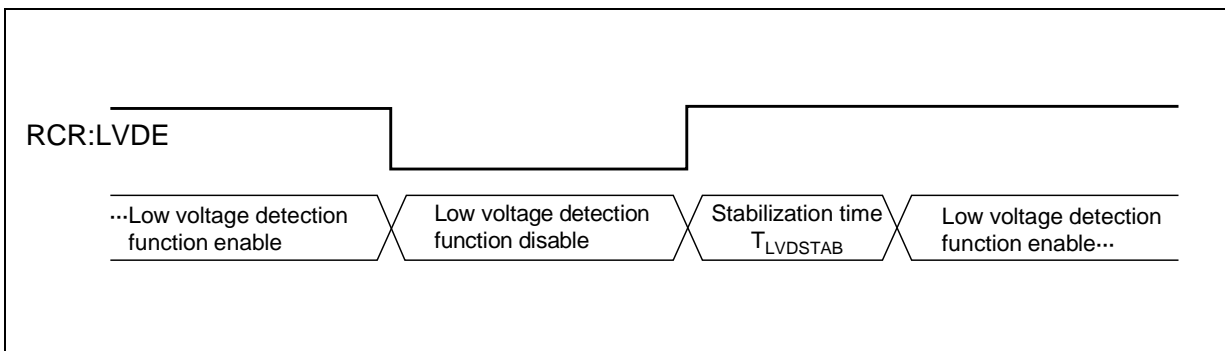 RCR:LVDE
···Low voltage detection
function enable
Low voltage detection
function disable
Stabilization time
TLVDSTAB
Low voltage detection
function enable···